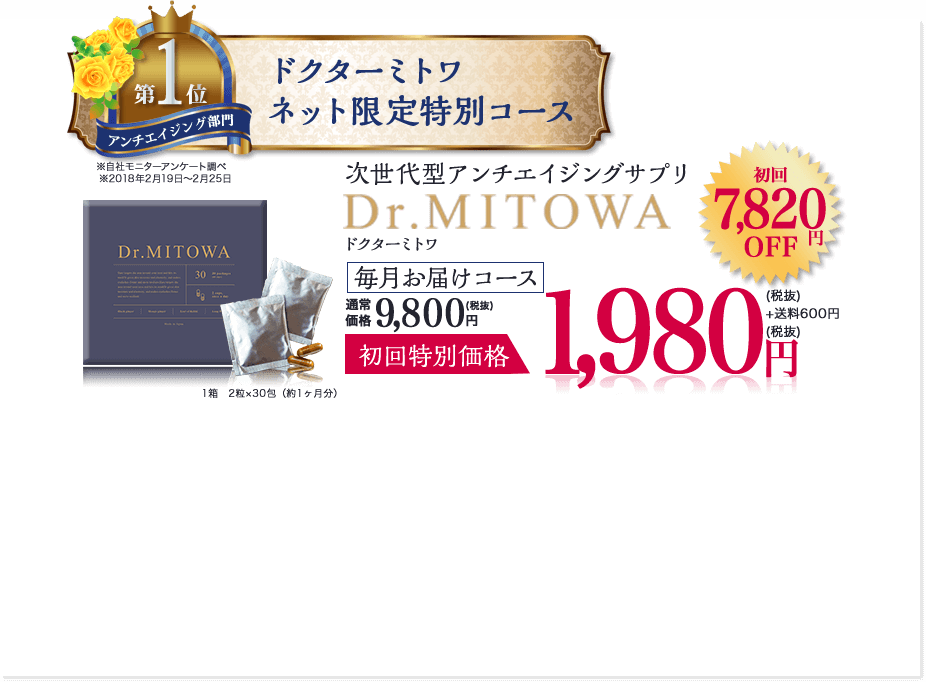 第1位
アンチエイジング部門
ドクターミトワ
ネット限定特別コース
※自社モニターアンケート調べ
※2018年2月19日〜2月25日
次世代型アンチエイジングサプリ
Dr.MITOWA
ドクターミトワ
初回
7,820円
OFF
毎月お届けコース
通常価格 9,800円(税抜)
初回特別価格
1,980円
(税抜)
+送料600円
(税抜)
Dr.MITOWA
30
1箱 2粒×30包（約1ヶ月分）